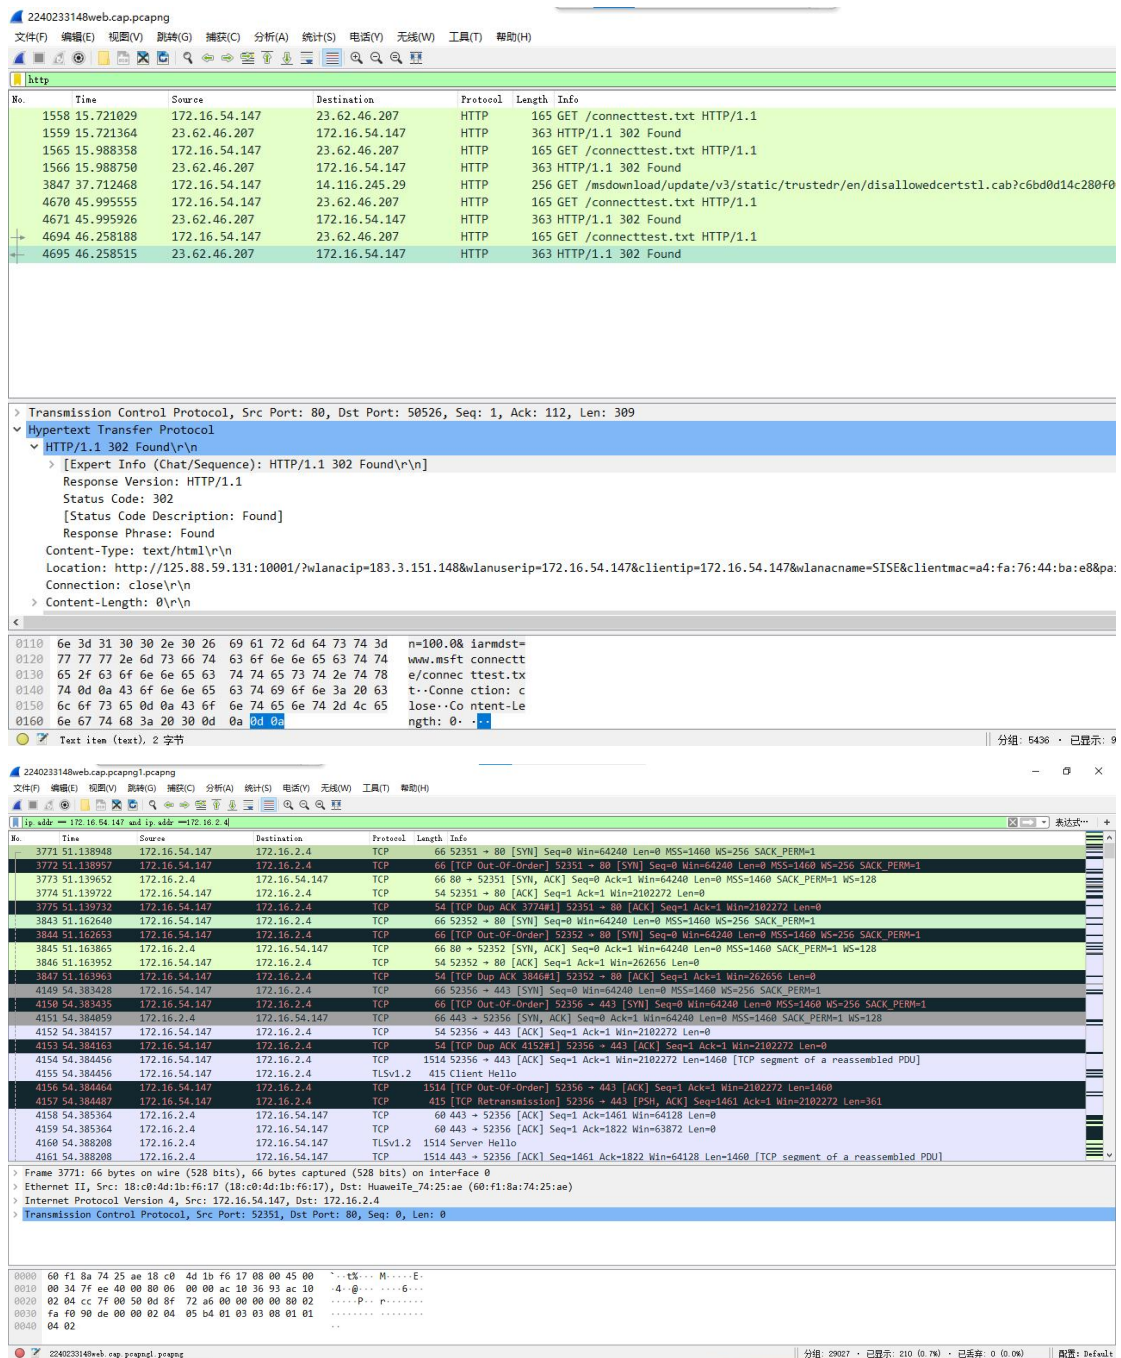 2240233148web.cap.pcapng
文件(F) 编辑(E) 视图(V) 跳转(G) 捕获(C) 分析(A) 统计(S) 电话(Y) 无线(W) 工具(T) 帮助(H)
http
No. Time Source Destination Protocol Length Info
1558 15.721029 172.16.54.147 23.62.46.207 HTTP 165 GET /connecttest.txt HTTP/1.1
1559 15.721364 23.62.46.207 172.16.54.147 HTTP 363 HTTP/1.1 302 Found
1565 15.988358 172.16.54.147 23.62.46.207 HTTP 165 GET /connecttest.txt HTTP/1.1
1566 15.988750 23.62.46.207 172.16.54.147 HTTP 363 HTTP/1.1 302 Found
3847 37.712468 172.16.54.147 14.116.245.29 HTTP 256 GET /msdownload/update/v3/static/trustedr/en/disallowedcertstl.cab?c6bd0d14c280f0
4670 45.995555 172.16.54.147 23.62.46.207 HTTP 165 GET /connecttest.txt HTTP/1.1
4671 45.995926 23.62.46.207 172.16.54.147 HTTP 363 HTTP/1.1 302 Found
4694 46.258188 172.16.54.147 23.62.46.207 HTTP 165 GET /connecttest.txt HTTP/1.1
4695 46.258515 23.62.46.207 172.16.54.147 HTTP 363 HTTP/1.1 302 Found
Transmission Control Protocol, Src Port: 80, Dst Port: 50526, Seq: 1, Ack: 112, Len: 309
Hypertext Transfer Protocol
HTTP/1.1 302 Found\r\n
[Expert Info (Chat/Sequence): HTTP/1.1 302 Found\r\n]
Response Version: HTTP/1.1
Status Code: 302
[Status Code Description: Found]
Response Phrase: Found
Content-Type: text/html\r\n
Location: http://125.88.59.131:10001/?wlanacip=183.3.151.148&wlanuserip=172.16.54.147&clientip=172.16.54.147&wlanacname=SISE&clientmac=a4:fa:76:44:ba:e8&pa
Connection: close\r\n
Content-Length: 0\r\n
0110 6e 3d 31 30 30 2e 30 26 69 61 72 6d 64 73 74 3d n=100.0& iarmdst=
0120 77 77 77 2e 6d 73 66 74 63 6f 6e 6e 65 63 74 74 www.msft connectt
0130 65 2f 63 6f 6e 6e 65 63 74 74 65 73 74 2e 74 78 e/connec ttest.tx
0140 74 0d 0a 43 6f 6e 6e 65 63 74 69 6f 6e 3a 20 63 t··Conne ction: c
0150 6c 6f 73 65 0d 0a 43 6f 6e 74 65 6e 74 2d 4c 65 lose··Co ntent-Le
0160 6e 67 74 68 3a 20 30 0d 0a 0d 0a ngth: 0· ···
Text item (text), 2 字节 分组: 5436 · 已显示: 9
2240233148web.cap.pcapng1.pcapng
文件(F) 编辑(E) 视图(V) 跳转(G) 捕获(C) 分析(A) 统计(S) 电话(Y) 无线(W) 工具(T) 帮助(H)
ip.addr == 172.16.54.147 and ip.addr ==172.16.2.4 表达式… +
No. Time Source Destination Protocol Length Info
3771 51.138948 172.16.54.147 172.16.2.4 TCP 66 52351 → 80 [SYN] Seq=0 Win=64240 Len=0 MSS=1460 WS=256 SACK_PERM=1
3772 51.138957 172.16.54.147 172.16.2.4 TCP 66 [TCP Out-Of-Order] 52351 → 80 [SYN] Seq=0 Win=64240 Len=0 MSS=1460 WS=256 SACK_PERM=1
3773 51.139652 172.16.2.4 172.16.54.147 TCP 66 80 → 52351 [SYN, ACK] Seq=0 Ack=1 Win=64240 Len=0 MSS=1460 SACK_PERM=1 WS=128
3774 51.139722 172.16.54.147 172.16.2.4 TCP 54 52351 → 80 [ACK] Seq=1 Ack=1 Win=2102272 Len=0
3775 51.139732 172.16.54.147 172.16.2.4 TCP 54 [TCP Dup ACK 3774#1] 52351 → 80 [ACK] Seq=1 Ack=1 Win=2102272 Len=0
3843 51.162640 172.16.54.147 172.16.2.4 TCP 66 52352 → 80 [SYN] Seq=0 Win=64240 Len=0 MSS=1460 WS=256 SACK_PERM=1
3844 51.162653 172.16.54.147 172.16.2.4 TCP 66 [TCP Out-Of-Order] 52352 → 80 [SYN] Seq=0 Win=64240 Len=0 MSS=1460 WS=256 SACK_PERM=1
3845 51.163865 172.16.2.4 172.16.54.147 TCP 66 80 → 52352 [SYN, ACK] Seq=0 Ack=1 Win=64240 Len=0 MSS=1460 SACK_PERM=1 WS=128
3846 51.163952 172.16.54.147 172.16.2.4 TCP 54 52352 → 80 [ACK] Seq=1 Ack=1 Win=262656 Len=0
3847 51.163963 172.16.54.147 172.16.2.4 TCP 54 [TCP Dup ACK 3846#1] 52352 → 80 [ACK] Seq=1 Ack=1 Win=262656 Len=0
4149 54.383428 172.16.54.147 172.16.2.4 TCP 66 52356 → 443 [SYN] Seq=0 Win=64240 Len=0 MSS=1460 WS=256 SACK_PERM=1
4150 54.383435 172.16.54.147 172.16.2.4 TCP 66 [TCP Out-Of-Order] 52356 → 443 [SYN] Seq=0 Win=64240 Len=0 MSS=1460 WS=256 SACK_PERM=1
4151 54.384059 172.16.2.4 172.16.54.147 TCP 66 443 → 52356 [SYN, ACK] Seq=0 Ack=1 Win=64240 Len=0 MSS=1460 SACK_PERM=1 WS=128
4152 54.384157 172.16.54.147 172.16.2.4 TCP 54 52356 → 443 [ACK] Seq=1 Ack=1 Win=2102272 Len=0
4153 54.384163 172.16.54.147 172.16.2.4 TCP 54 [TCP Dup ACK 4152#1] 52356 → 443 [ACK] Seq=1 Ack=1 Win=2102272 Len=0
4154 54.384456 172.16.54.147 172.16.2.4 TCP 1514 52356 → 443 [ACK] Seq=1 Ack=1 Win=2102272 Len=1460 [TCP segment of a reassembled PDU]
4155 54.384456 172.16.54.147 172.16.2.4 TLSv1.2 415 Client Hello
4156 54.384464 172.16.54.147 172.16.2.4 TCP 1514 [TCP Out-Of-Order] 52356 → 443 [ACK] Seq=1 Ack=1 Win=2102272 Len=1460
4157 54.384487 172.16.54.147 172.16.2.4 TCP 415 [TCP Retransmission] 52356 → 443 [PSH, ACK] Seq=1461 Ack=1 Win=2102272 Len=361
4158 54.385364 172.16.2.4 172.16.54.147 TCP 60 443 → 52356 [ACK] Seq=1 Ack=1461 Win=64128 Len=0
4159 54.385364 172.16.2.4 172.16.54.147 TCP 60 443 → 52356 [ACK] Seq=1 Ack=1822 Win=63872 Len=0
4160 54.388208 172.16.2.4 172.16.54.147 TLSv1.2 1514 Server Hello
4161 54.388208 172.16.2.4 172.16.54.147 TCP 1514 443 → 52356 [ACK] Seq=1461 Ack=1822 Win=64128 Len=1460 [TCP segment of a reassembled PDU]
Frame 3771: 66 bytes on wire (528 bits), 66 bytes captured (528 bits) on interface 0
Ethernet II, Src: 18:c0:4d:1b:f6:17 (18:c0:4d:1b:f6:17), Dst: HuaweiTe_74:25:ae (60:f1:8a:74:25:ae)
Internet Protocol Version 4, Src: 172.16.54.147, Dst: 172.16.2.4
Transmission Control Protocol, Src Port: 52351, Dst Port: 80, Seq: 0, Len: 0
0000 60 f1 8a 74 25 ae 18 c0 4d 1b f6 17 08 00 45 00 `··t%··· M·····E·
0010 00 34 7f ee 40 00 80 06 00 00 ac 10 36 93 ac 10 ·4··@··· ····6···
0020 02 04 cc 7f 00 50 0d 8f 72 a6 00 00 00 00 80 02 ·····P·· r·······
0030 fa f0 90 de 00 00 02 04 05 b4 01 03 03 08 01 01 ········ ········
0040 04 02 ··
2240233148web.cap.pcapng1.pcapng 分组: 29027 · 已显示: 210 (0.7%) · 已丢弃: 0 (0.0%) 配置: Default